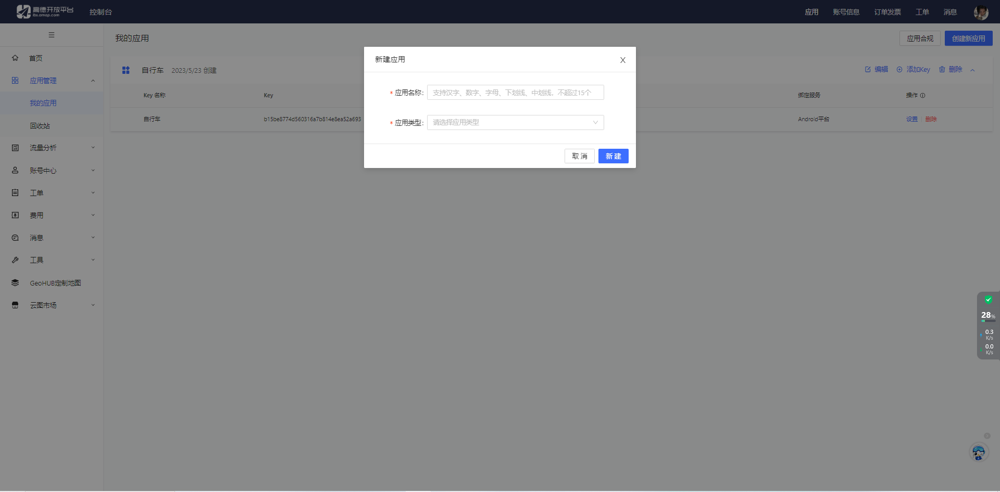 高德开放平台
lbs.amap.com
控制台
应用
账号信息
订单发票
工单
消息
首页
应用管理
我的应用
回收站
流量分析
账号中心
工单
费用
消息
工具
GeoHUB定制地图
云图市场
我的应用
应用合规
创建新应用
自行车 2023/5/23 创建
编辑
添加Key
删除
Key 名称
Key
绑定服务
操作
自行车
b15be8774d560316a7b814e8ea52a693
Android平台
设置
删除
新建应用
X
* 应用名称:
支持汉字、数字、字母、下划线、中划线，不超过15个
* 应用类型:
请选择应用类型
取 消
新 建
28%
0.3
K/s
0.0
K/s